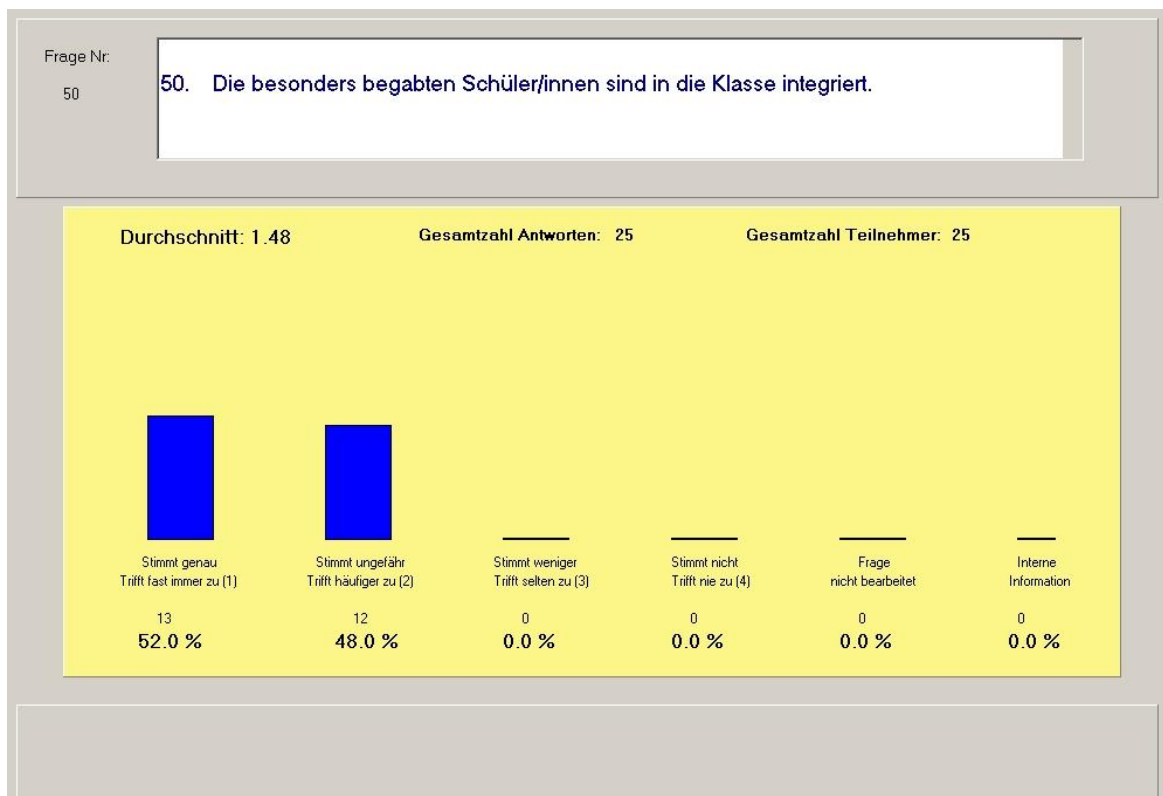 Frage Nr:
50
50. Die besonders begabten Schüler/innen sind in die Klasse integriert.
Durchschnitt: 1.48 Gesamtzahl Antworten: 25 Gesamtzahl Teilnehmer: 25
Stimmt genau
Trifft fast immer zu (1)
13
52.0 %
Stimmt ungefähr
Trifft häufiger zu (2)
12
48.0 %
Stimmt weniger
Trifft selten zu (3)
0
0.0 %
Stimmt nicht
Trifft nie zu (4)
0
0.0 %
Frage
nicht bearbeitet
0
0.0 %
Interne
Information
0
0.0 %